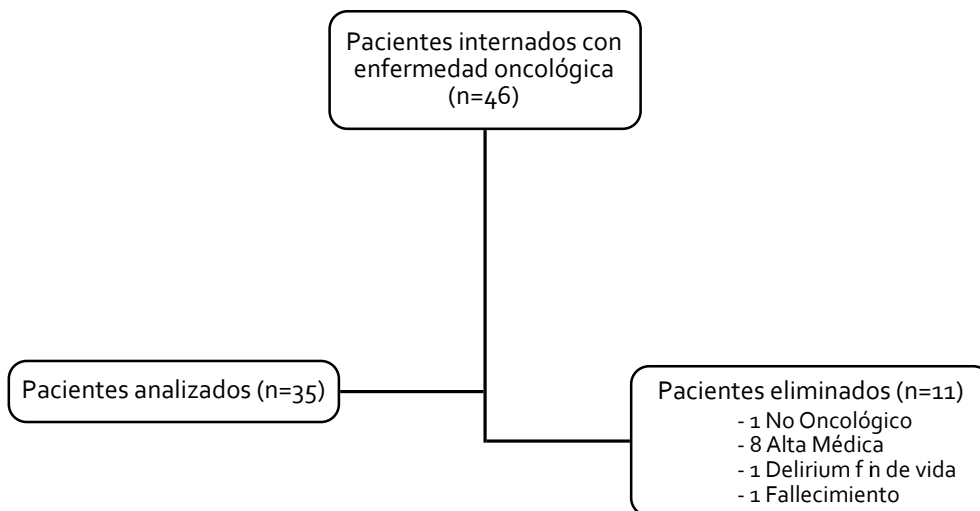 Pacientes internados con
enfermedad oncológica
(n=46)
Pacientes analizados (n=35)
Pacientes eliminados (n=11)
- 1 No Oncológico
- 8 Alta Médica
- 1 Delirium fin de vida
- 1 Fallecimiento